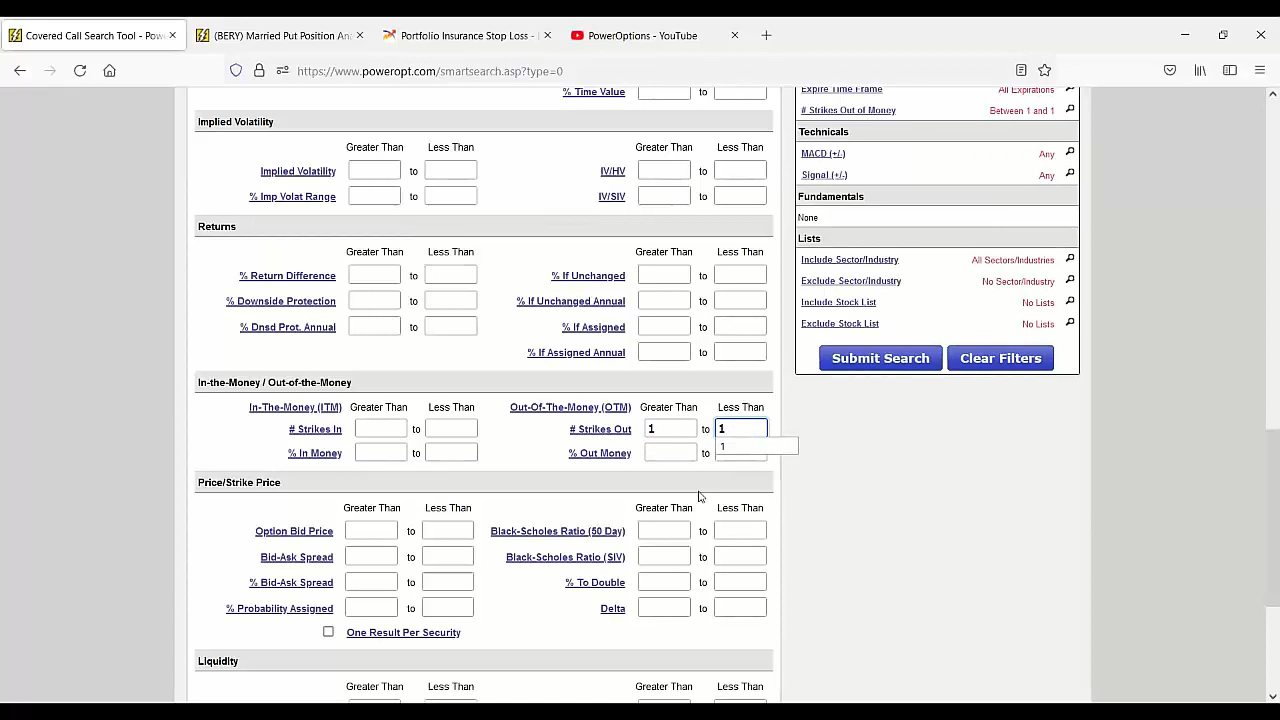 Covered Call Search Tool - Pow
(BERY) Married Put Position An
Portfolio Insurance Stop Loss -
PowerOptions - YouTube
https://www.poweropt.com/smartsearch.asp?type=0
% Time Value to
Implied Volatility
Greater Than Less Than Greater Than Less Than
Implied Volatility to IV/HV to
% Imp Volat Range to IV/SIV to
Returns
Greater Than Less Than Greater Than Less Than
% Return Difference to % If Unchanged to
% Downside Protection to % If Unchanged Annual to
% Dnsd Prot. Annual to % If Assigned to
% If Assigned Annual to
In-the-Money / Out-of-the-Money
In-The-Money (ITM) Greater Than Less Than Out-Of-The-Money (OTM) Greater Than Less Than
# Strikes In to # Strikes Out 1 to 1
1
% In Money to % Out Money to
Price/Strike Price
Greater Than Less Than Greater Than Less Than
Option Bid Price to Black-Scholes Ratio (50 Day) to
Bid-Ask Spread to Black-Scholes Ratio (SIV) to
% Bid-Ask Spread to % To Double to
% Probability Assigned to Delta to
One Result Per Security
Liquidity
Greater Than Less Than Greater Than Less Than
Expire Time Frame All Expirations
# Strikes Out of Money Between 1 and 1
Technicals
MACD (+/-) Any
Signal (+/-) Any
Fundamentals
None
Lists
Include Sector/Industry All Sectors/Industries
Exclude Sector/Industry No Sector/Industry
Include Stock List No Lists
Exclude Stock List No Lists
Submit Search Clear Filters